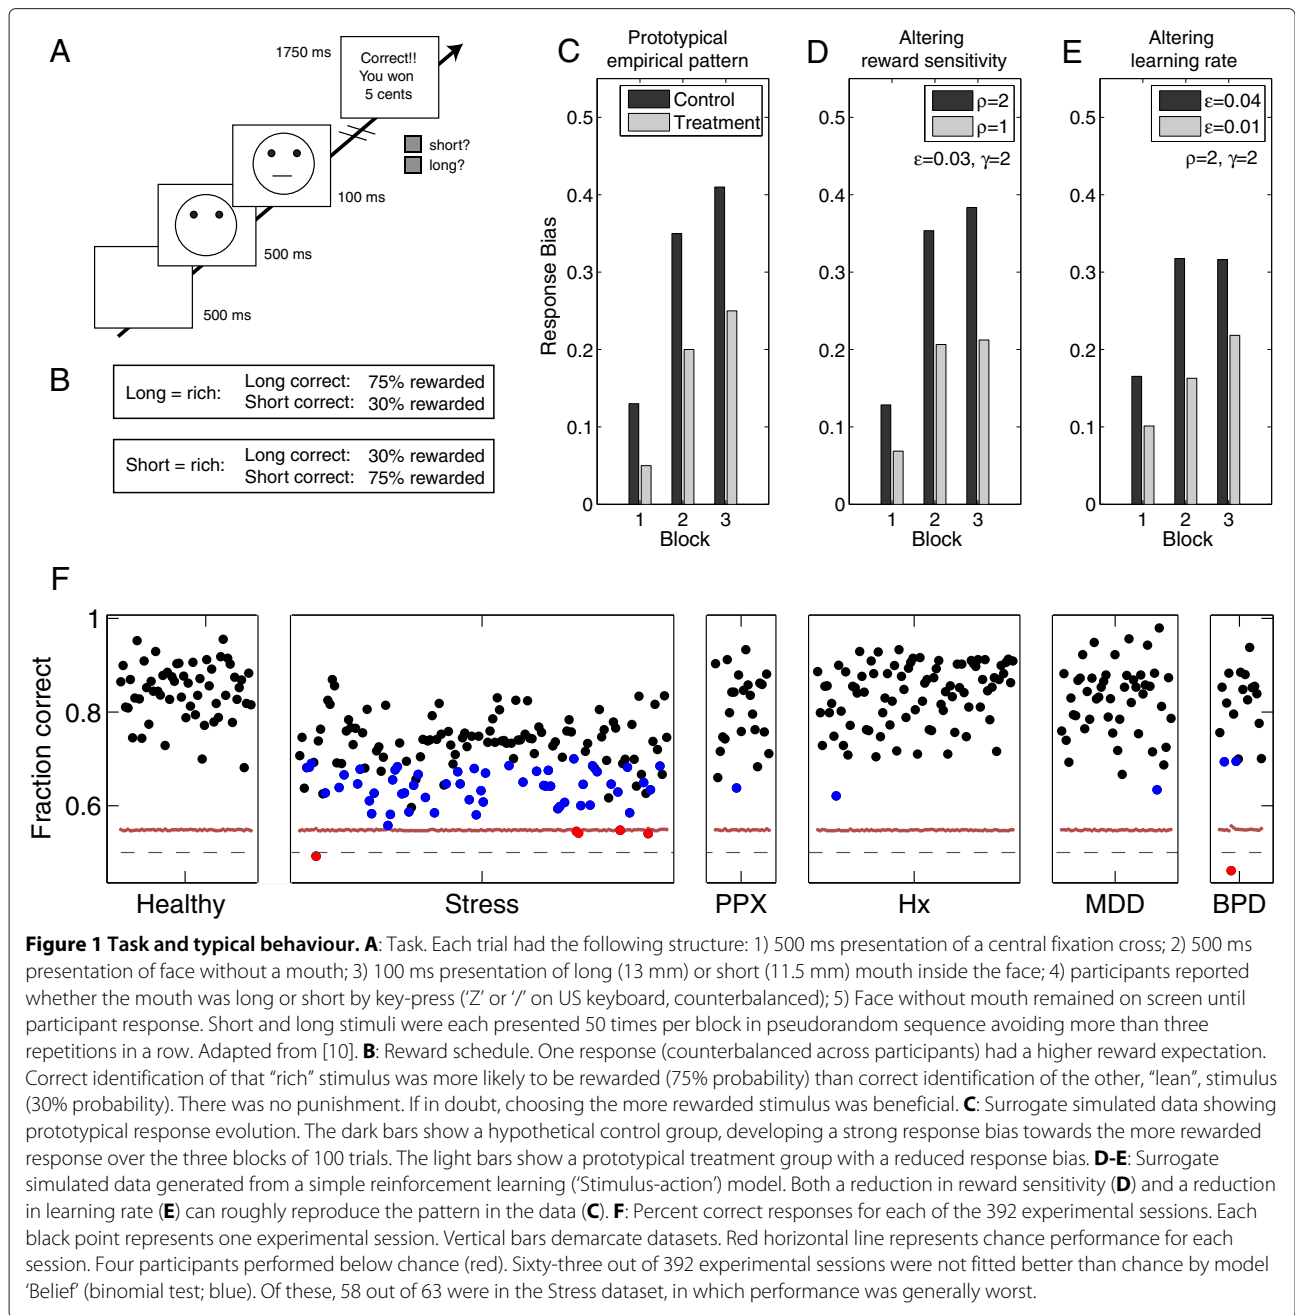 A
1750 ms
Correct!!
You won
5 cents
short?
long?
100 ms
500 ms
500 ms
B
Long = rich:
Long correct: 75% rewarded
Short correct: 30% rewarded
Short = rich:
Long correct: 30% rewarded
Short correct: 75% rewarded
C
Prototypical
empirical pattern
Control
Treatment
0.5
0.4
0.3
0.2
0.1
0
Response Bias
1 2 3
Block
D
Altering
reward sensitivity
ρ=2
ρ=1
ε=0.03, γ=2
0.5
0.4
0.3
0.2
0.1
0
1 2 3
Block
E
Altering
learning rate
ε=0.04
ε=0.01
ρ=2, γ=2
0.5
0.4
0.3
0.2
0.1
0
1 2 3
Block
F
1
0.8
0.6
Fraction correct
Healthy Stress PPX Hx MDD BPD
Figure 1 Task and typical behaviour. A: Task. Each trial had the following structure: 1) 500 ms presentation of a central fixation cross; 2) 500 ms
presentation of face without a mouth; 3) 100 ms presentation of long (13 mm) or short (11.5 mm) mouth inside the face; 4) participants reported
whether the mouth was long or short by key-press (‘Z’ or ‘/’ on US keyboard, counterbalanced); 5) Face without mouth remained on screen until
participant response. Short and long stimuli were each presented 50 times per block in pseudorandom sequence avoiding more than three
repetitions in a row. Adapted from [10]. B: Reward schedule. One response (counterbalanced across participants) had a higher reward expectation.
Correct identification of that “rich” stimulus was more likely to be rewarded (75% probability) than correct identification of the other, “lean”, stimulus
(30% probability). There was no punishment. If in doubt, choosing the more rewarded stimulus was beneficial. C: Surrogate simulated data showing
prototypical response evolution. The dark bars show a hypothetical control group, developing a strong response bias towards the more rewarded
response over the three blocks of 100 trials. The light bars show a prototypical treatment group with a reduced response bias. D-E: Surrogate
simulated data generated from a simple reinforcement learning (‘Stimulus-action’) model. Both a reduction in reward sensitivity (D) and a reduction
in learning rate (E) can roughly reproduce the pattern in the data (C). F: Percent correct responses for each of the 392 experimental sessions. Each
black point represents one experimental session. Vertical bars demarcate datasets. Red horizontal line represents chance performance for each
session. Four participants performed below chance (red). Sixty-three out of 392 experimental sessions were not fitted better than chance by model
‘Belief’ (binomial test; blue). Of these, 58 out of 63 were in the Stress dataset, in which performance was generally worst.